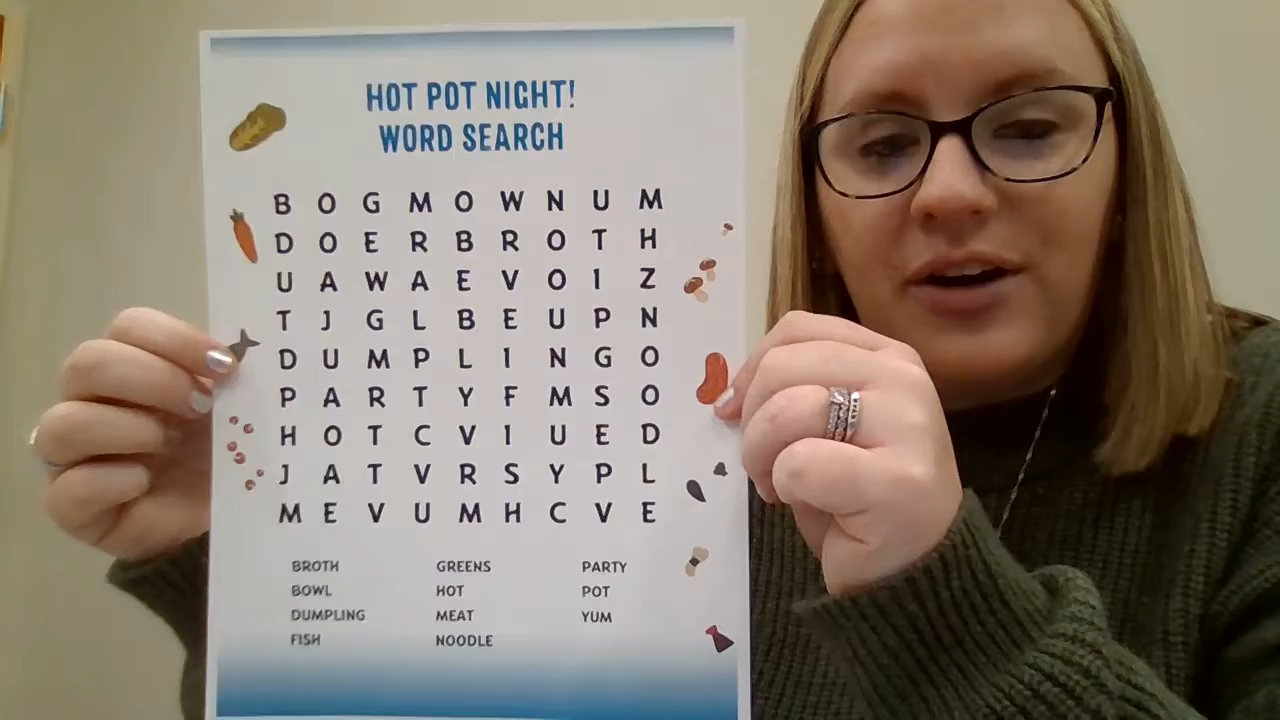 HOT POT NIGHT!
WORD SEARCH
B O G M O W N U M
D O E R B R O T H
U A W A E V O I Z
T J G L B E U P N
D U M P L I N G O
P A R T Y F M S O
H O T C V I U E D
J A T V R S Y P L
M E V U M H C V E
BROTH GREENS PARTY
BOWL HOT POT
DUMPLING MEAT YUM
FISH NOODLE